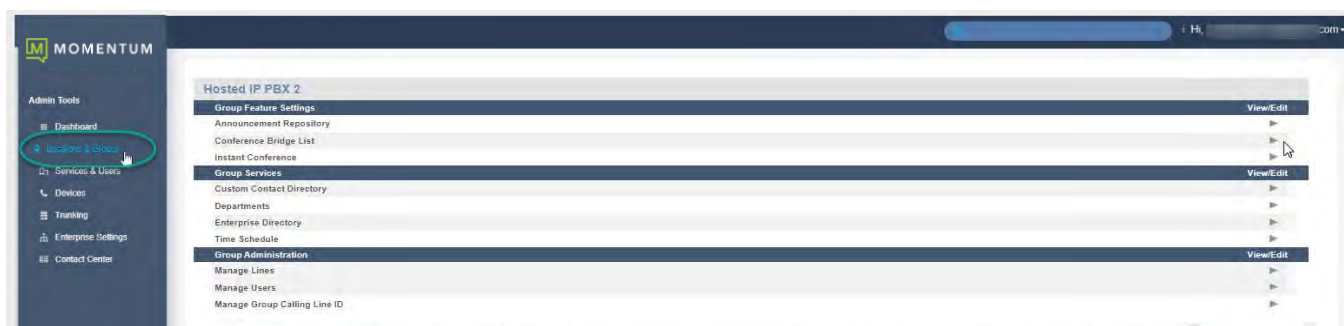 MOMENTUM
Hi,
com
Admin Tools
Dashboard
Locations & Groups
Services & Users
Devices
Trunking
Enterprise Settings
Contact Center
Hosted IP PBX 2
Group Feature Settings View/Edit
Announcement Repository
Conference Bridge List
Instant Conference
Group Services View/Edit
Custom Contact Directory
Departments
Enterprise Directory
Time Schedule
Group Administration View/Edit
Manage Lines
Manage Users
Manage Group Calling Line ID